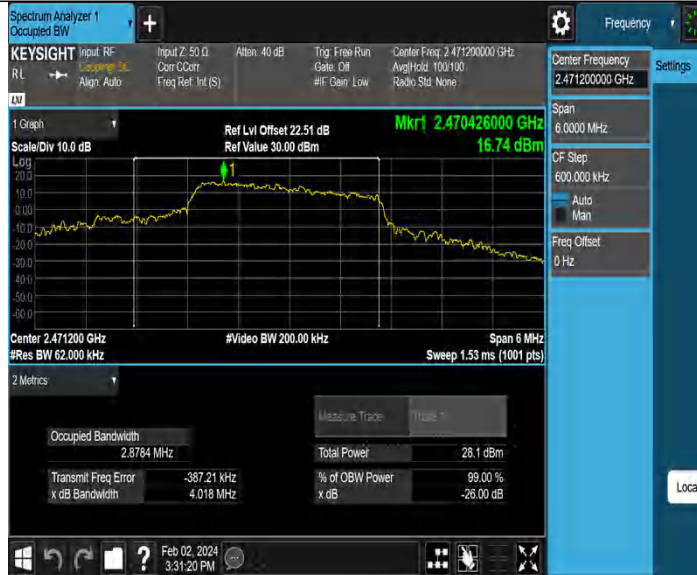 Spectrum Analyzer 1
Occupied BW
Frequency
KEYSIGHT
Input: RF
Coupling: DC
Align: Auto
Input Z: 50 Ω
Corr CCorr
Freq Ref: Int (S)
Atten: 40 dB
Trig: Free Run
Gate: Off
#IF Gain: Low
Center Freq: 2.471200000 GHz
Avg|Hold: 100/100
Radio Std: None
RL
LXI
Center Frequency
2.471200000 GHz
Settings
Span
6.0000 MHz
CF Step
600.000 kHz
Auto
Man
Freq Offset
0 Hz
1 Graph
Scale/Div 10.0 dB
Ref Lvl Offset 22.51 dB
Ref Value 30.00 dBm
Mkr1 2.470426000 GHz
16.74 dBm
Log
20.0
10.0
0.00
-10.0
-20.0
-30.0
-40.0
-50.0
-60.0
1
Center 2.471200 GHz
#Res BW 62.000 kHz
#Video BW 200.00 kHz
Span 6 MHz
Sweep 1.53 ms (1001 pts)
2 Metrics
Measure Trace
Trace 1
Occupied Bandwidth
2.8784 MHz
Total Power
28.1 dBm
Transmit Freq Error
-387.21 kHz
% of OBW Power
99.00 %
x dB Bandwidth
4.018 MHz
x dB
-26.00 dB
Loca
?
Feb 02, 2024
3:31:20 PM